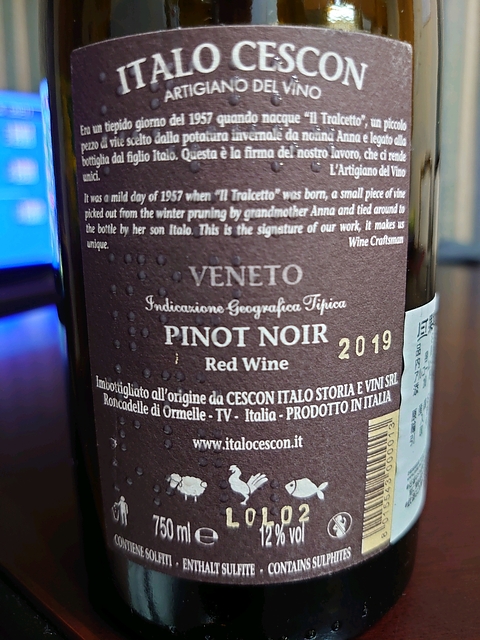 ITALO CESCON
ARTIGIANO DEL VINO
Era un tiepido giorno del 1957 quando nacque "Il Tralcetto", un piccolo
pezzo di vite scelto dalla potatura invernale da nonna Anna e legato alla
bottiglia dal figlio Italo. Questa è la firma del nostro lavoro, che ci rende
unici. L'Artigiano del Vino
It was a mild day of 1957 when "Il Tralcetto" was born, a small piece of vine
picked out from the winter pruning by grandmother Anna and tied around to
the bottle by her son Italo. This is the signature of our work, it makes us
unique. Wine Craftsman
VENETO
Indicazione Geografica Tipica
PINOT NOIR 2019
Red Wine
Imbottigliato all'origine da CESCON ITALO STORIA E VINI SRL
Roncadelle di Ormelle - TV - Italia - PRODOTTO IN ITALIA
www.italocescon.it
L0L02
750 ml e 12% vol
CONTIENE SOLFITI - ENTHALT SULFITE - CONTAINS SULPHITES